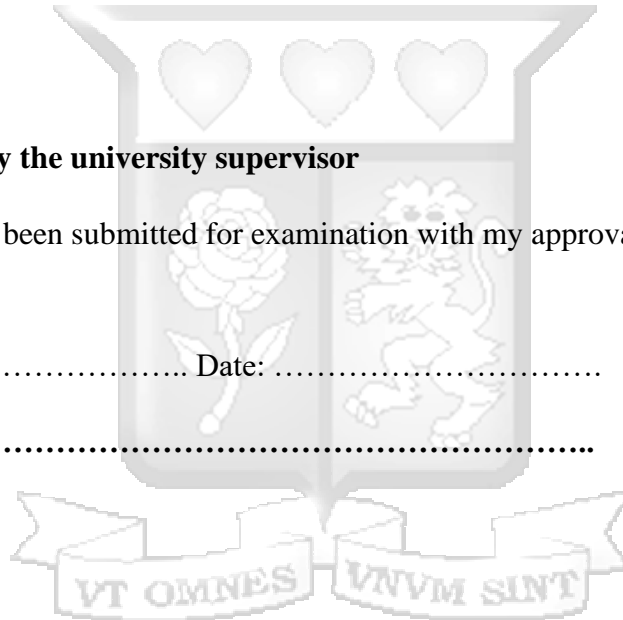 y the university supervisor
been submitted for examination with my approva
……………….. Date: ………………………….
…………………………………………………..
VT OMNES VNVM SINT